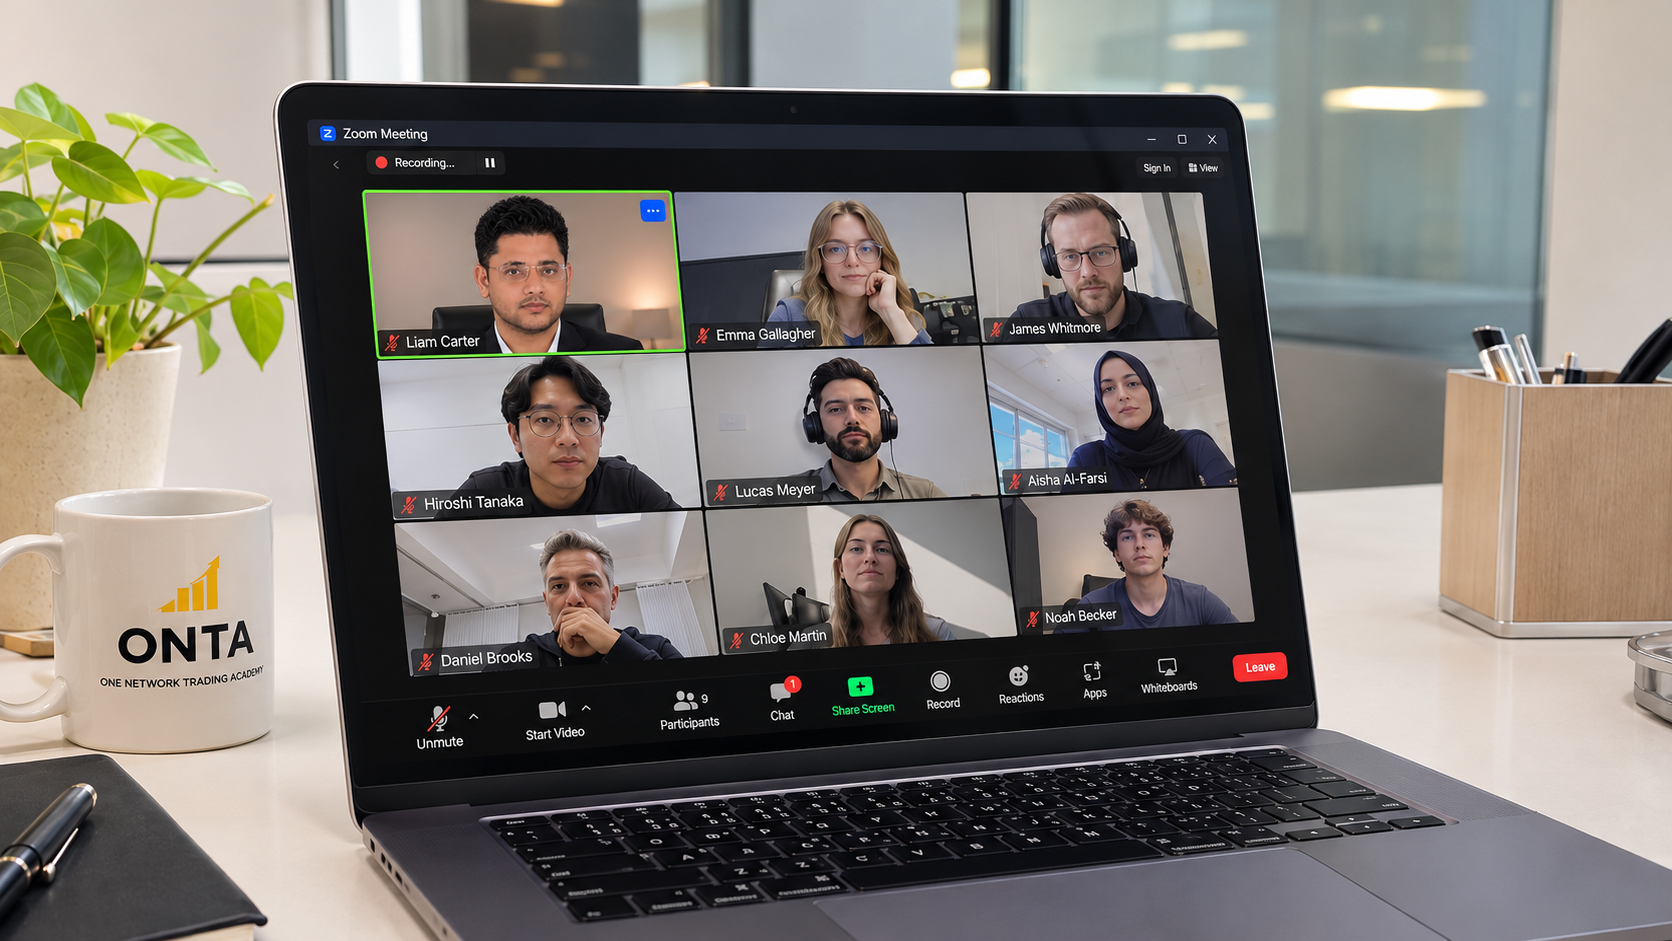 Zoom Meeting
Recording...
Sign In
View
Liam Carter
Emma Gallagher
James Whitmore
Hiroshi Tanaka
Lucas Meyer
Aisha Al-Farsi
Daniel Brooks
Chloe Martin
Noah Becker
Unmute
Start Video
Participants
9
Chat
1
Share Screen
Record
Reactions
Apps
Whiteboards
Leave
ONTA
ONE NETWORK TRADING ACADEMY